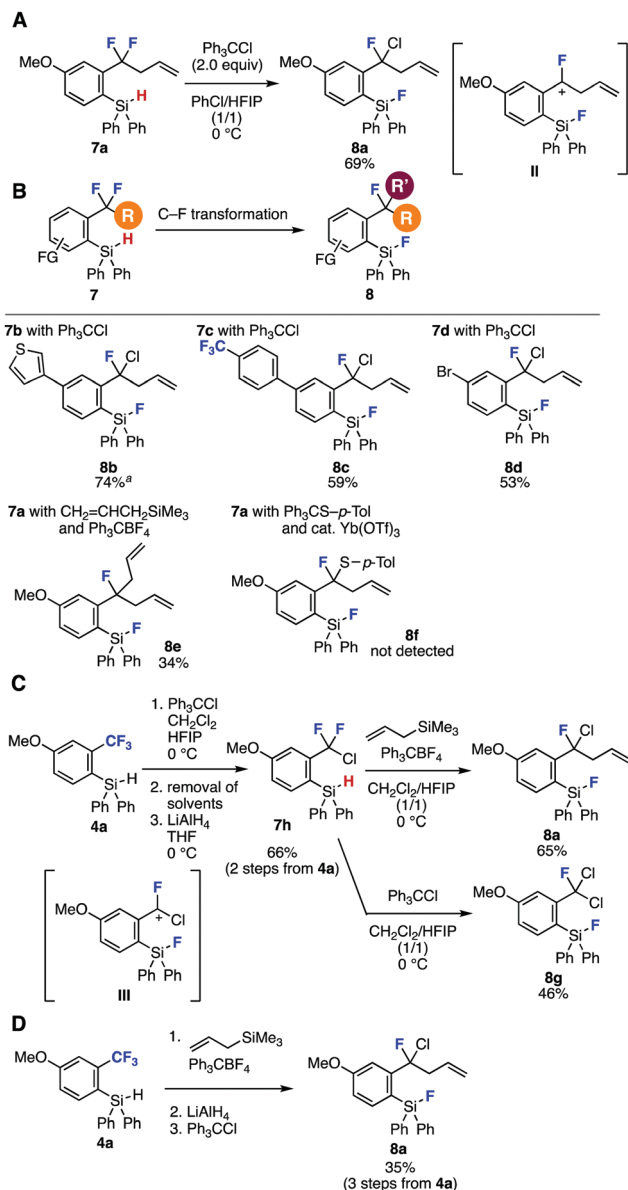 A
MeO
F
F
Si
H
Ph
Ph
7a
Ph3CCl
(2.0 equiv)
PhCl/HFIP
(1/1)
0 °C
MeO
F
Cl
Si
F
Ph
Ph
8a
69%
MeO
F
+
Si
F
Ph
Ph
II
B
F
F
R
H
Si
FG
Ph
Ph
7
C–F transformation
F
R'
R
F
Si
FG
Ph
Ph
8
7b with Ph3CCl
S
F
Cl
Si
F
Ph
Ph
8b
74%a
7c with Ph3CCl
F3C
F
Cl
Si
F
Ph
Ph
8c
59%
7d with Ph3CCl
Br
F
Cl
Si
F
Ph
Ph
8d
53%
7a with CH2=CHCH2SiMe3
and Ph3CBF4
MeO
F
Si
F
Ph
Ph
8e
34%
7a with Ph3CS–p-Tol
and cat. Yb(OTf)3
MeO
F
S–p-Tol
Si
F
Ph
Ph
8f
not detected
C
MeO
CF3
Si
H
Ph
Ph
4a
1. Ph3CCl
CH2Cl2
HFIP
0 °C
2. removal of
solvents
3. LiAlH4
THF
0 °C
MeO
F
F
Cl
Si
H
Ph
Ph
7h
66%
(2 steps from 4a)
SiMe3
Ph3CBF4
CH2Cl2/HFIP
(1/1)
0 °C
MeO
F
Cl
Si
F
Ph
Ph
8a
65%
Ph3CCl
CH2Cl2/HFIP
(1/1)
0 °C
MeO
F
Cl
Cl
Si
F
Ph
Ph
8g
46%
MeO
F
+
Cl
Si
F
Ph
Ph
III
D
MeO
CF3
Si
H
Ph
Ph
4a
1.
SiMe3
Ph3CBF4
2. LiAlH4
3. Ph3CCl
MeO
F
Cl
Si
F
Ph
Ph
8a
35%
(3 steps from 4a)